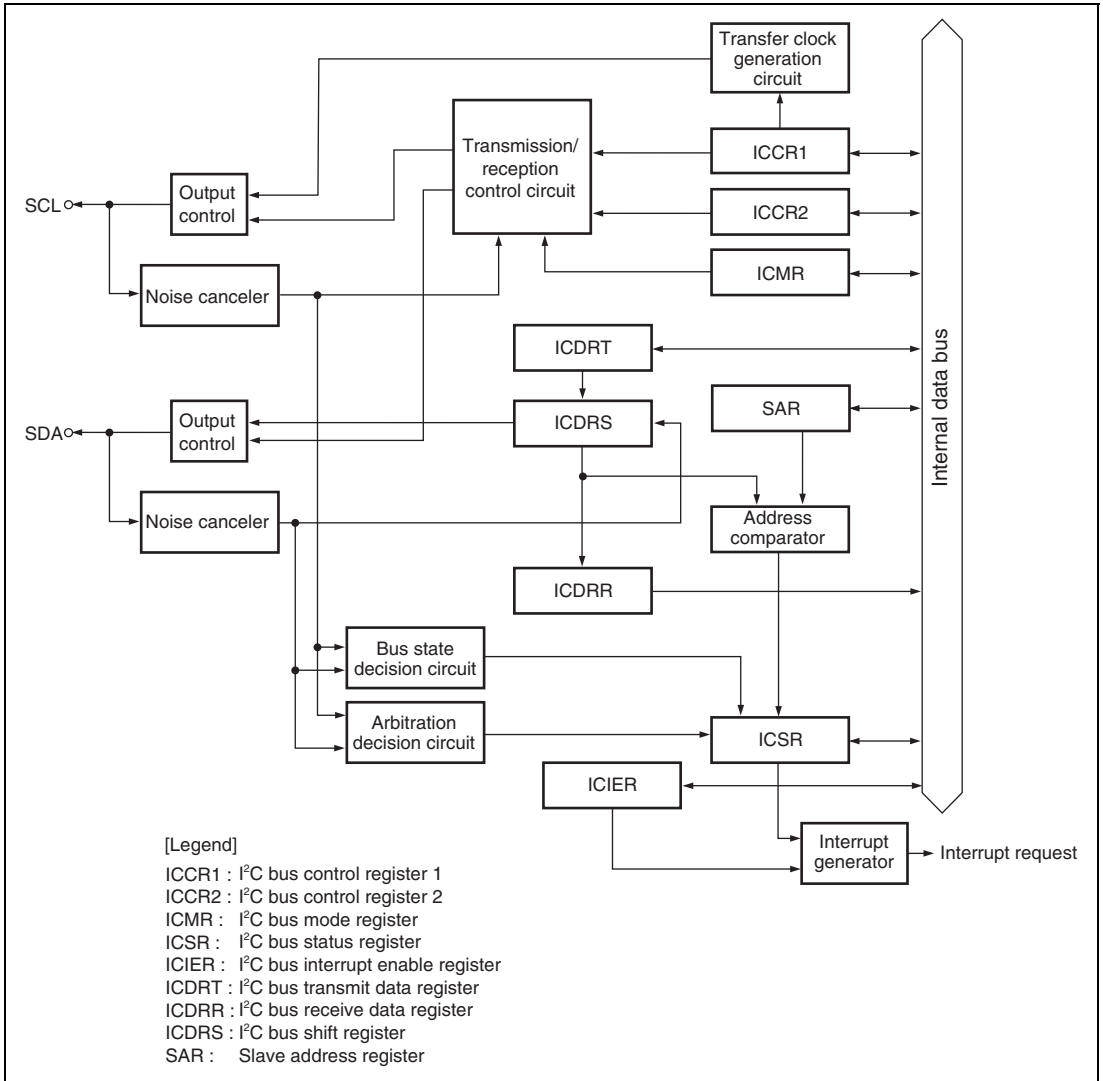 Transfer clock
generation
circuit
Transmission/
reception
control circuit
ICCR1
SCL
Output
control
ICCR2
ICMR
Noise canceler
ICDRT
SDA
Output
control
ICDRS
SAR
Internal data bus
Noise canceler
Address
comparator
ICDRR
Bus state
decision circuit
Arbitration
decision circuit
ICSR
ICIER
Interrupt
generator
Interrupt request
[Legend]
ICCR1 : I²C bus control register 1
ICCR2 : I²C bus control register 2
ICMR : I²C bus mode register
ICSR : I²C bus status register
ICIER : I²C bus interrupt enable register
ICDRT : I²C bus transmit data register
ICDRR : I²C bus receive data register
ICDRS : I²C bus shift register
SAR : Slave address register